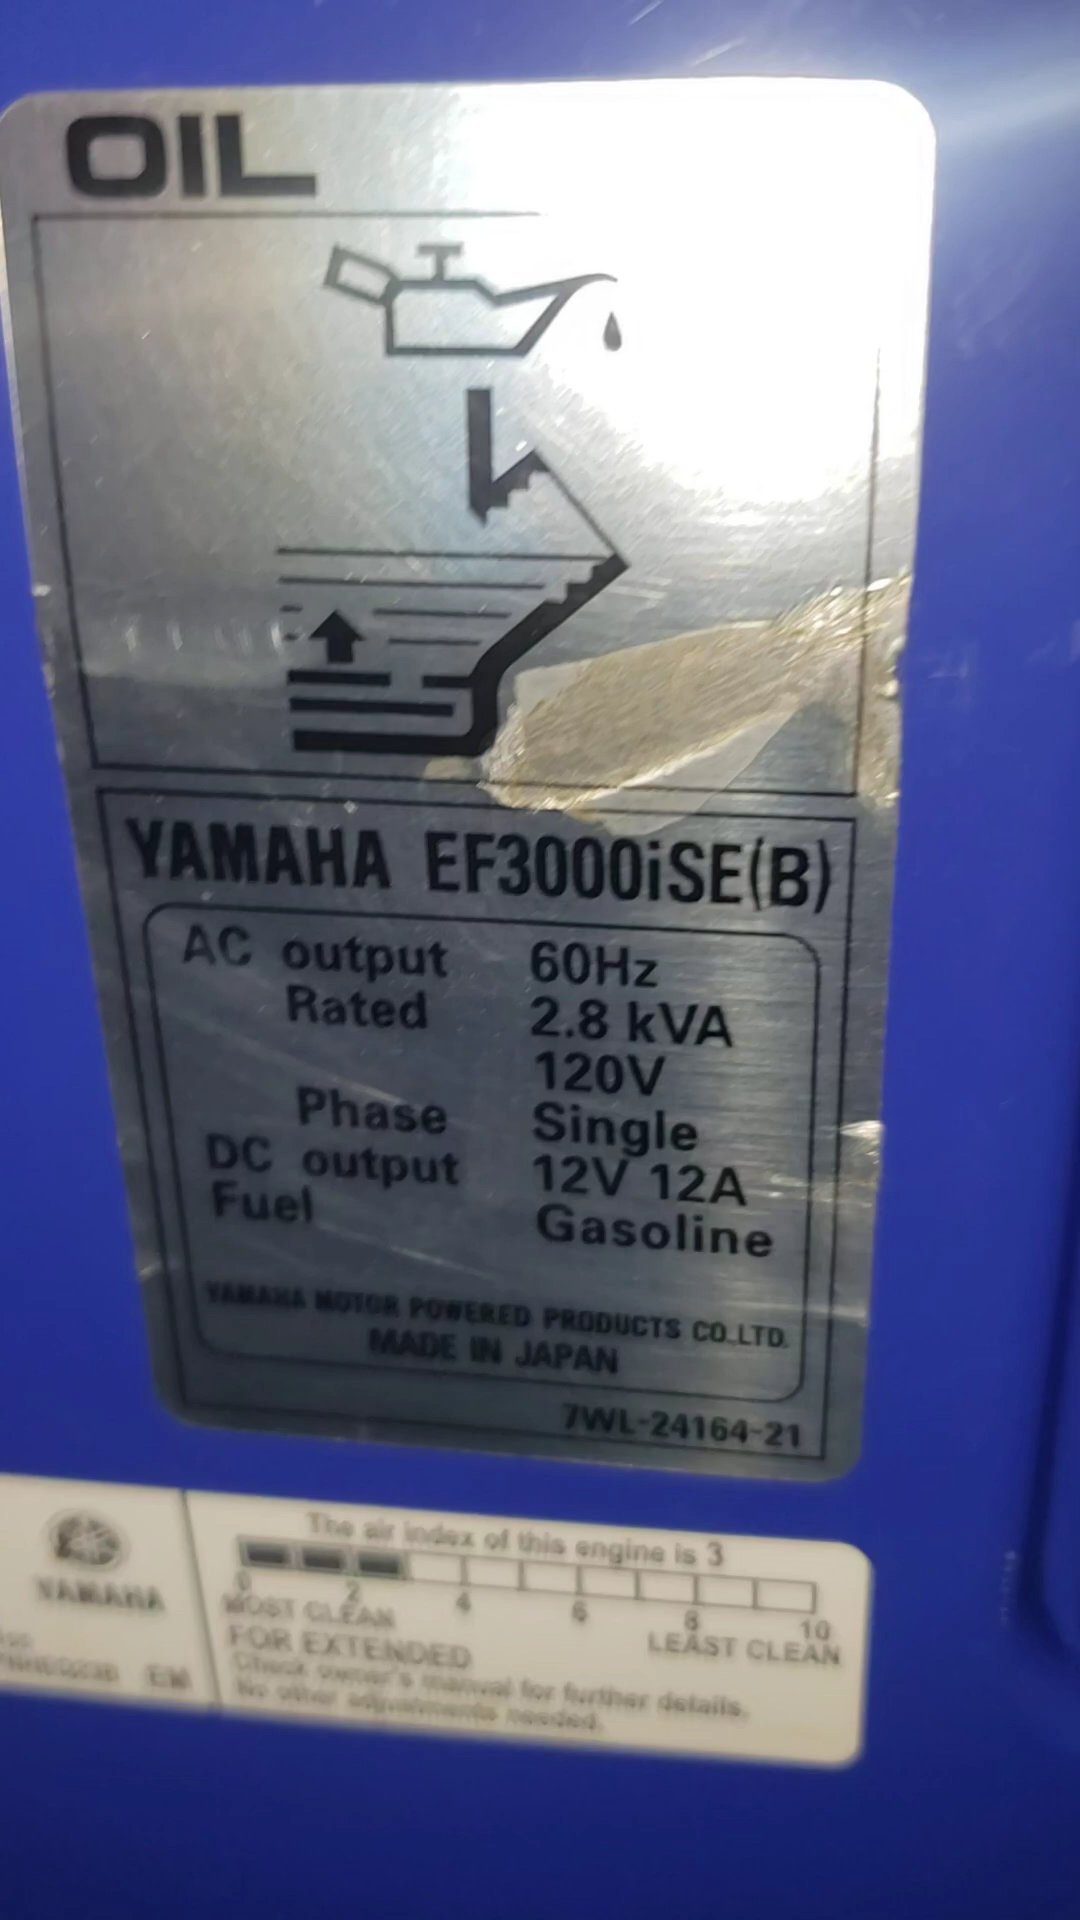 OIL
YAMAHA EF3000iSE(B)
AC output 60Hz
Rated 2.8 kVA
120V
Phase Single
DC output 12V 12A
Fuel Gasoline
YAMAHA MOTOR POWERED PRODUCTS CO.,LTD.
MADE IN JAPAN
7WL-24164-21
The air index of this engine is 3
0 2 4 6 8 10
MOST CLEAN LEAST CLEAN
FOR EXTENDED
Check owner's manual for further details.
No other adjustments needed.
YAMAHA
EM